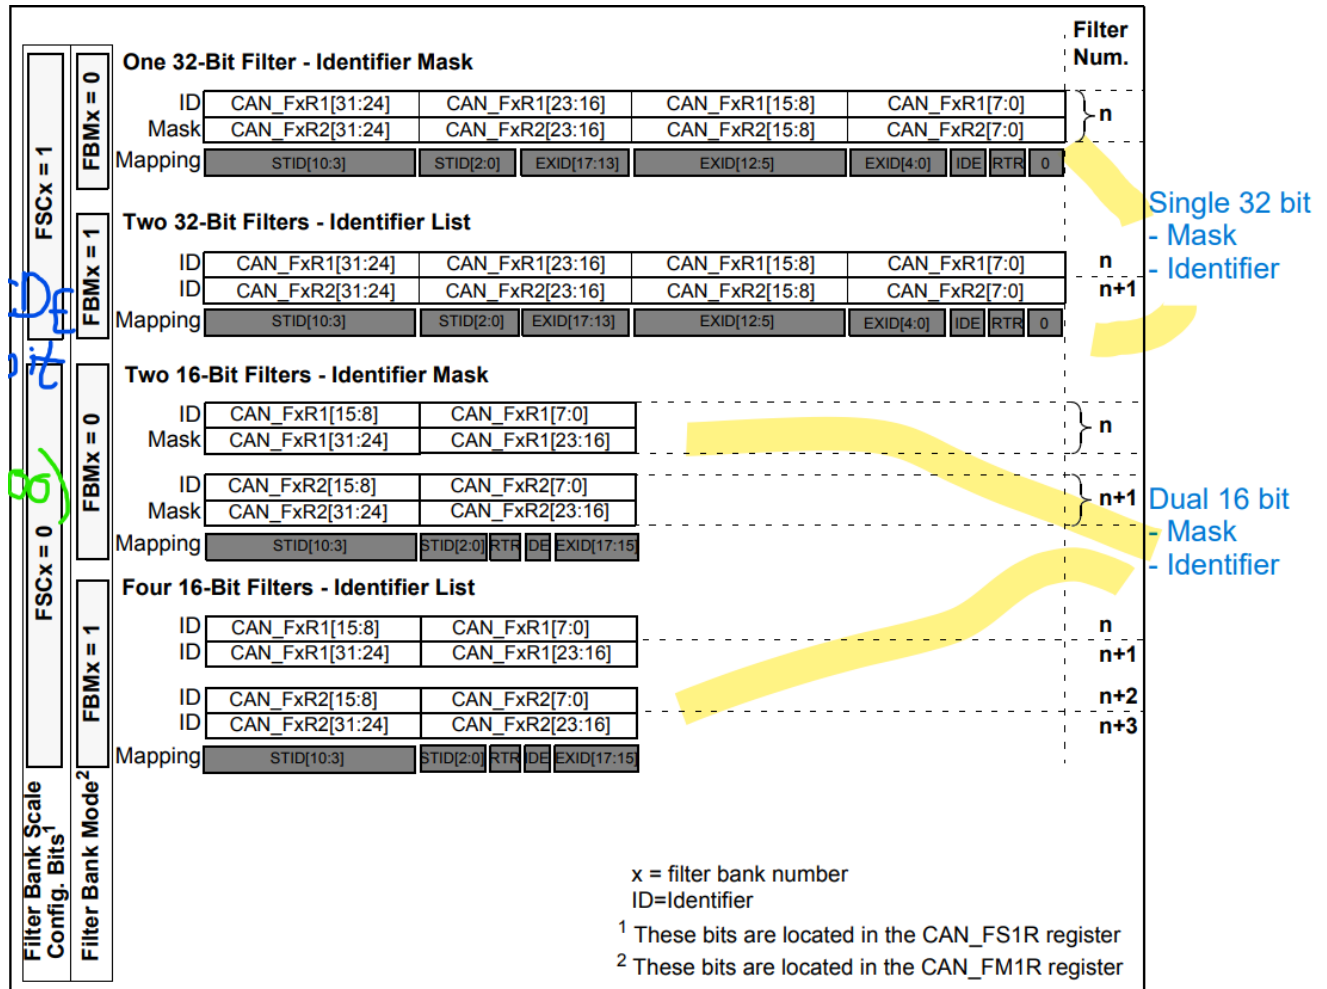 Filter
Num.
One 32-Bit Filter - Identifier Mask
FSCx = 1
FBMx = 0
ID CAN_FxR1[31:24] CAN_FxR1[23:16] CAN_FxR1[15:8] CAN_FxR1[7:0] n
Mask CAN_FxR2[31:24] CAN_FxR2[23:16] CAN_FxR2[15:8] CAN_FxR2[7:0]
Mapping STID[10:3] STID[2:0] EXID[17:13] EXID[12:5] EXID[4:0] IDE RTR 0
Two 32-Bit Filters - Identifier List
FBMx = 1
ID CAN_FxR1[31:24] CAN_FxR1[23:16] CAN_FxR1[15:8] CAN_FxR1[7:0] n
ID CAN_FxR2[31:24] CAN_FxR2[23:16] CAN_FxR2[15:8] CAN_FxR2[7:0] n+1
Mapping STID[10:3] STID[2:0] EXID[17:13] EXID[12:5] EXID[4:0] IDE RTR 0
Single 32 bit
- Mask
- Identifier
Two 16-Bit Filters - Identifier Mask
FSCx = 0
FBMx = 0
ID CAN_FxR1[15:8] CAN_FxR1[7:0] n
Mask CAN_FxR1[31:24] CAN_FxR1[23:16]
ID CAN_FxR2[15:8] CAN_FxR2[7:0] n+1
Mask CAN_FxR2[31:24] CAN_FxR2[23:16]
Mapping STID[10:3] STID[2:0] RTR IDE EXID[17:15]
Dual 16 bit
- Mask
- Identifier
Four 16-Bit Filters - Identifier List
FBMx = 1
ID CAN_FxR1[15:8] CAN_FxR1[7:0] n
ID CAN_FxR1[31:24] CAN_FxR1[23:16] n+1
ID CAN_FxR2[15:8] CAN_FxR2[7:0] n+2
ID CAN_FxR2[31:24] CAN_FxR2[23:16] n+3
Mapping STID[10:3] STID[2:0] RTR IDE EXID[17:15]
Filter Bank Scale
Config. Bits1
Filter Bank Mode2
x = filter bank number
ID=Identifier
1 These bits are located in the CAN_FS1R register
2 These bits are located in the CAN_FM1R register